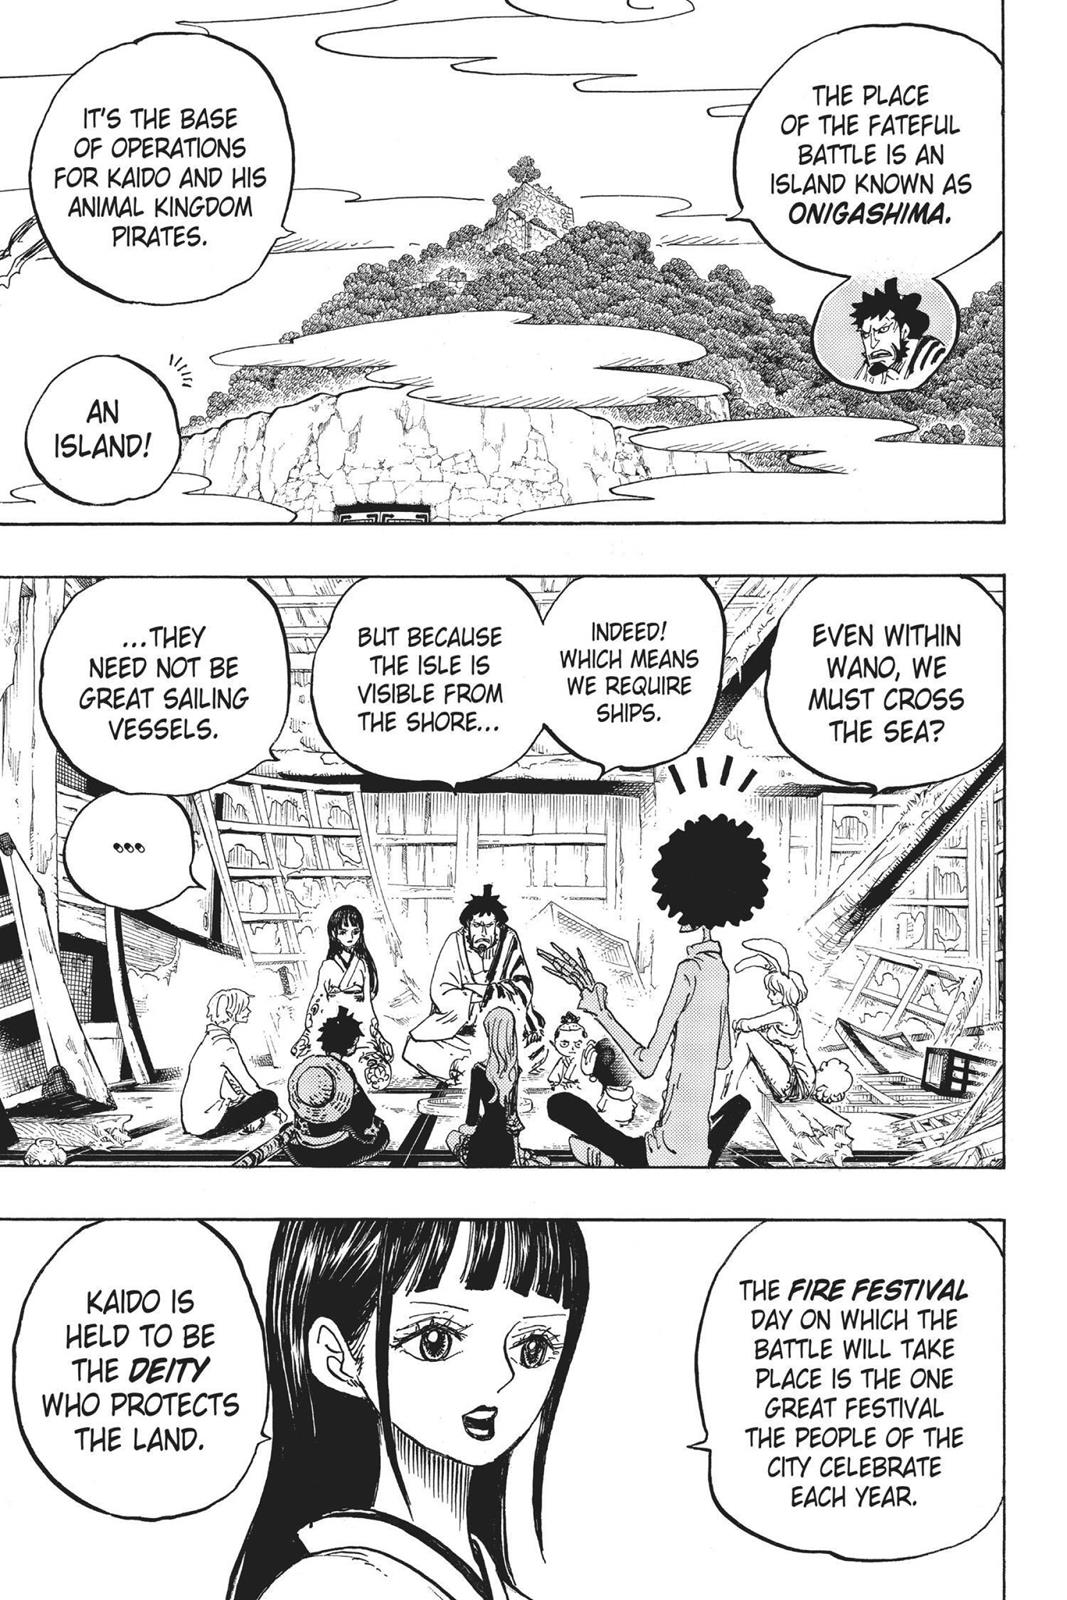 THE PLACE
OF THE FATEFUL
BATTLE IS AN
ISLAND KNOWN AS
ONIGASHIMA.
IT'S THE BASE
OF OPERATIONS
FOR KAIDO AND HIS
ANIMAL KINGDOM
PIRATES.
AN
ISLAND!
EVEN WITHIN
WANO, WE
MUST CROSS
THE SEA?
INDEED!
WHICH MEANS
WE REQUIRE
SHIPS.
BUT BECAUSE
THE ISLE IS
VISIBLE FROM
THE SHORE...
...THEY
NEED NOT BE
GREAT SAILING
VESSELS.
...
THE FIRE FESTIVAL
DAY ON WHICH THE
BATTLE WILL TAKE
PLACE IS THE ONE
GREAT FESTIVAL
THE PEOPLE OF THE
CITY CELEBRATE
EACH YEAR.
KAIDO IS
HELD TO BE
THE DEITY
WHO PROTECTS
THE LAND.